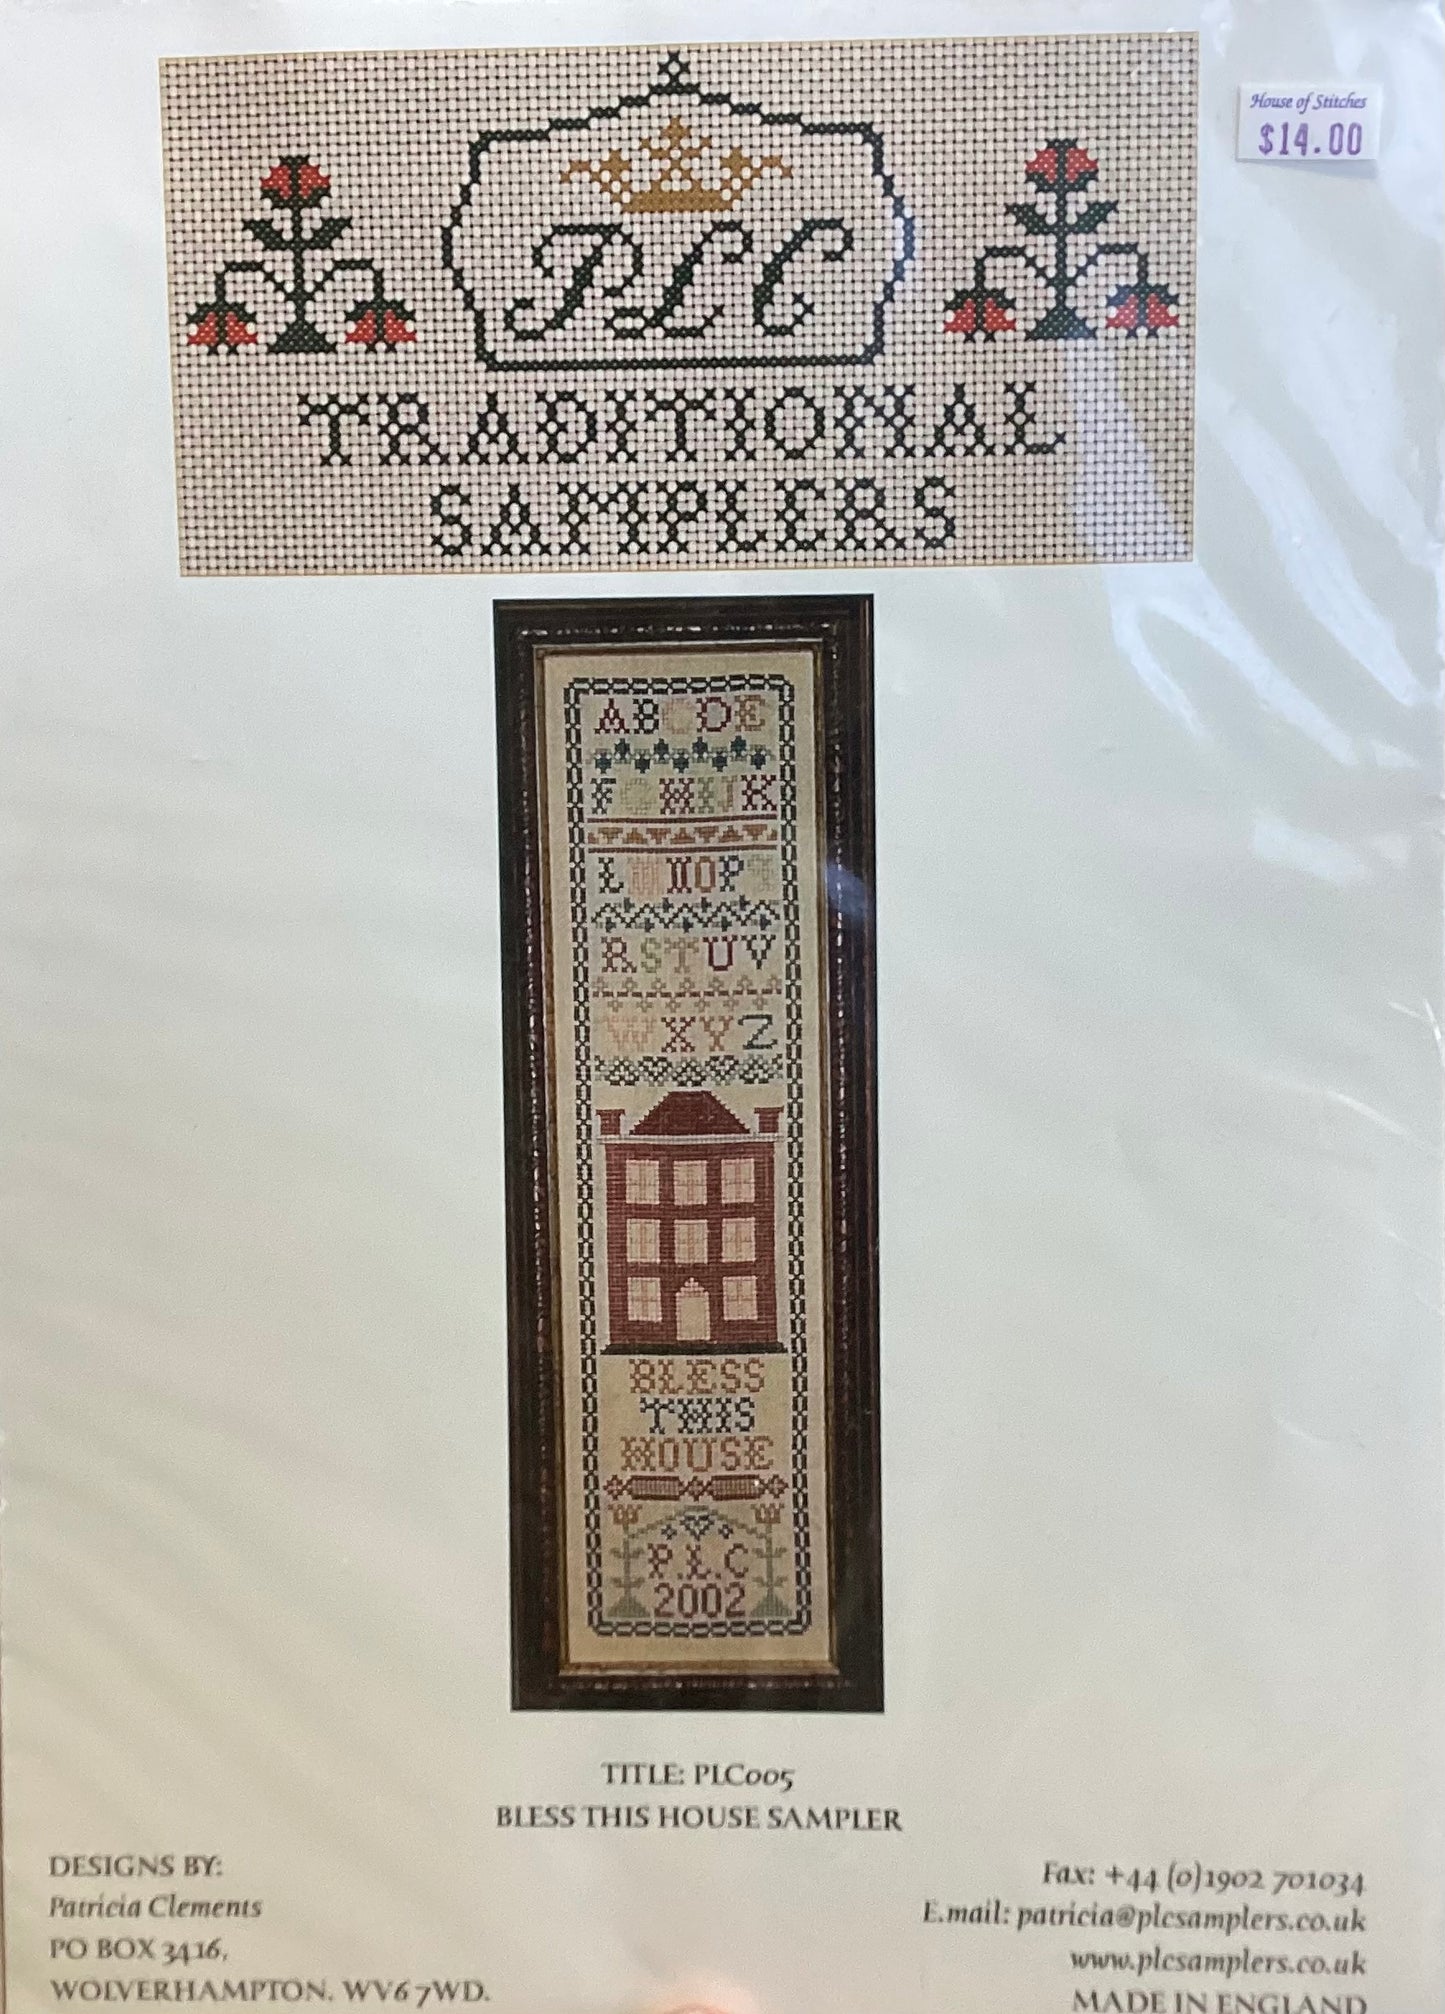 House of Stitches
$14.00
PLC
TRADITIONAL
SAMPLERS
ABCDE
FGHIJK
LMNOPQ
RSTUV
WXYZ
BLESS
THIS
HOUSE
P.L.C
2002
TITLE: PLC005
BLESS THIS HOUSE SAMPLER
DESIGNS BY:
Patricia Clements
PO BOX 3416,
WOLVERHAMPTON. WV6 7WD.
Fax: +44 (0)1902 701034
E.mail: patricia@plcsamplers.co.uk
www.plcsamplers.co.uk
MADE IN ENGLAND